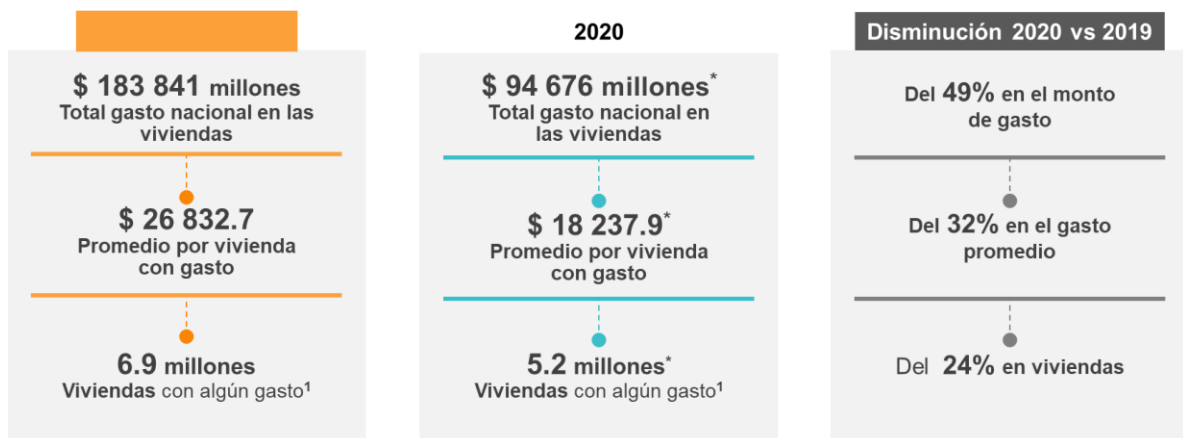 $ 183 841 millones
Total gasto nacional en las
viviendas
$ 26 832.7
Promedio por vivienda
con gasto
6.9 millones
Viviendas con algún gasto¹
2020
$ 94 676 millones*
Total gasto nacional en
las viviendas
$ 18 237.9*
Promedio por vivienda
con gasto
5.2 millones*
Viviendas con algún gasto¹
Disminución 2020 vs 2019
Del 49% en el monto
de gasto
Del 32% en el gasto
promedio
Del 24% en viviendas